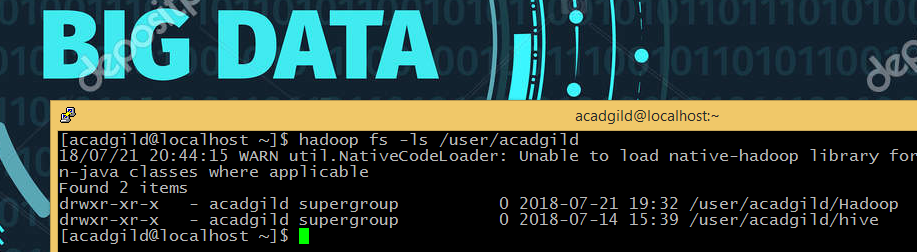 BIG DATA
acadgild@localhost:~
[acadgild@localhost ~]$ hadoop fs -ls /user/acadgild
18/07/21 20:44:15 WARN util.NativeCodeLoader: Unable to load native-hadoop library for
n-java classes where applicable
Found 2 items
drwxr-xr-x   - acadgild supergroup          0 2018-07-21 19:32 /user/acadgild/Hadoop
drwxr-xr-x   - acadgild supergroup          0 2018-07-14 15:39 /user/acadgild/hive
[acadgild@localhost ~]$